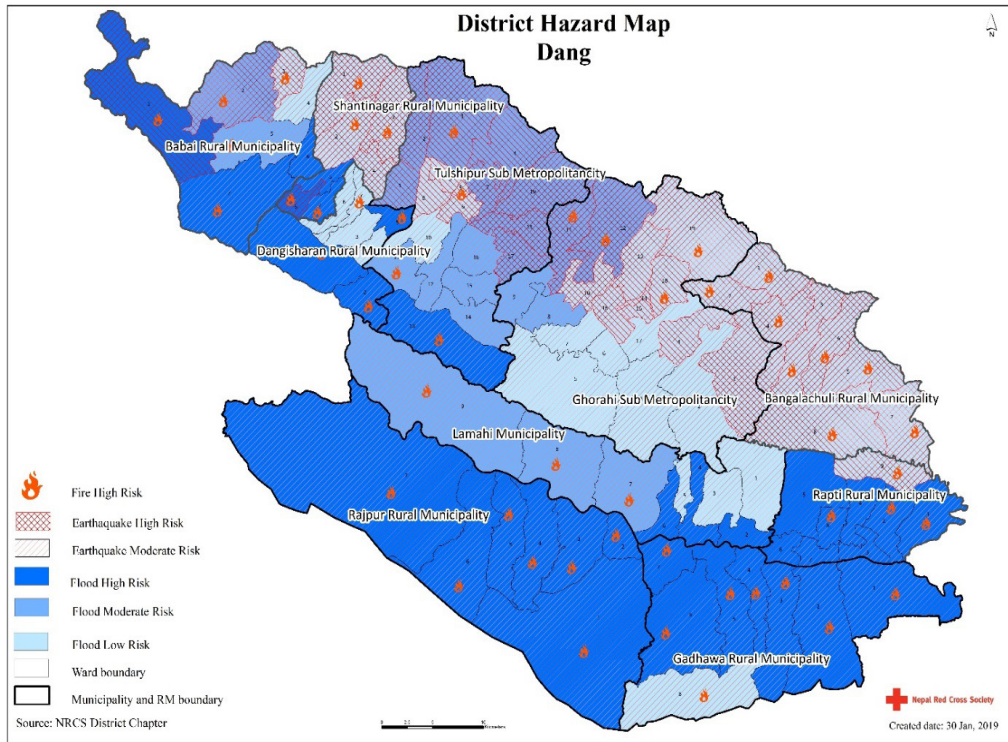 District Hazard Map
Dang
N
Shantinagar Rural Municipality
Babai Rural Municipality
Tulshipur Sub Metropolitancity
Dangisharan Rural Municipality
Ghorahi Sub Metropolitancity
Bangalachuli Rural Municipality
Lamahi Municipality
Rapti Rural Municipality
Rajpur Rural Municipality
Gadhawa Rural Municipality
Fire High Risk
Earthaquake High Risk
Earthquake Moderate Risk
Flood High Risk
Flood Moderate Risk
Flood Low Risk
Ward boundary
Municipality and RM boundary
Source: NRCS District Chapter
Nepal Red Cross Society
Created date: 30 Jan, 2019